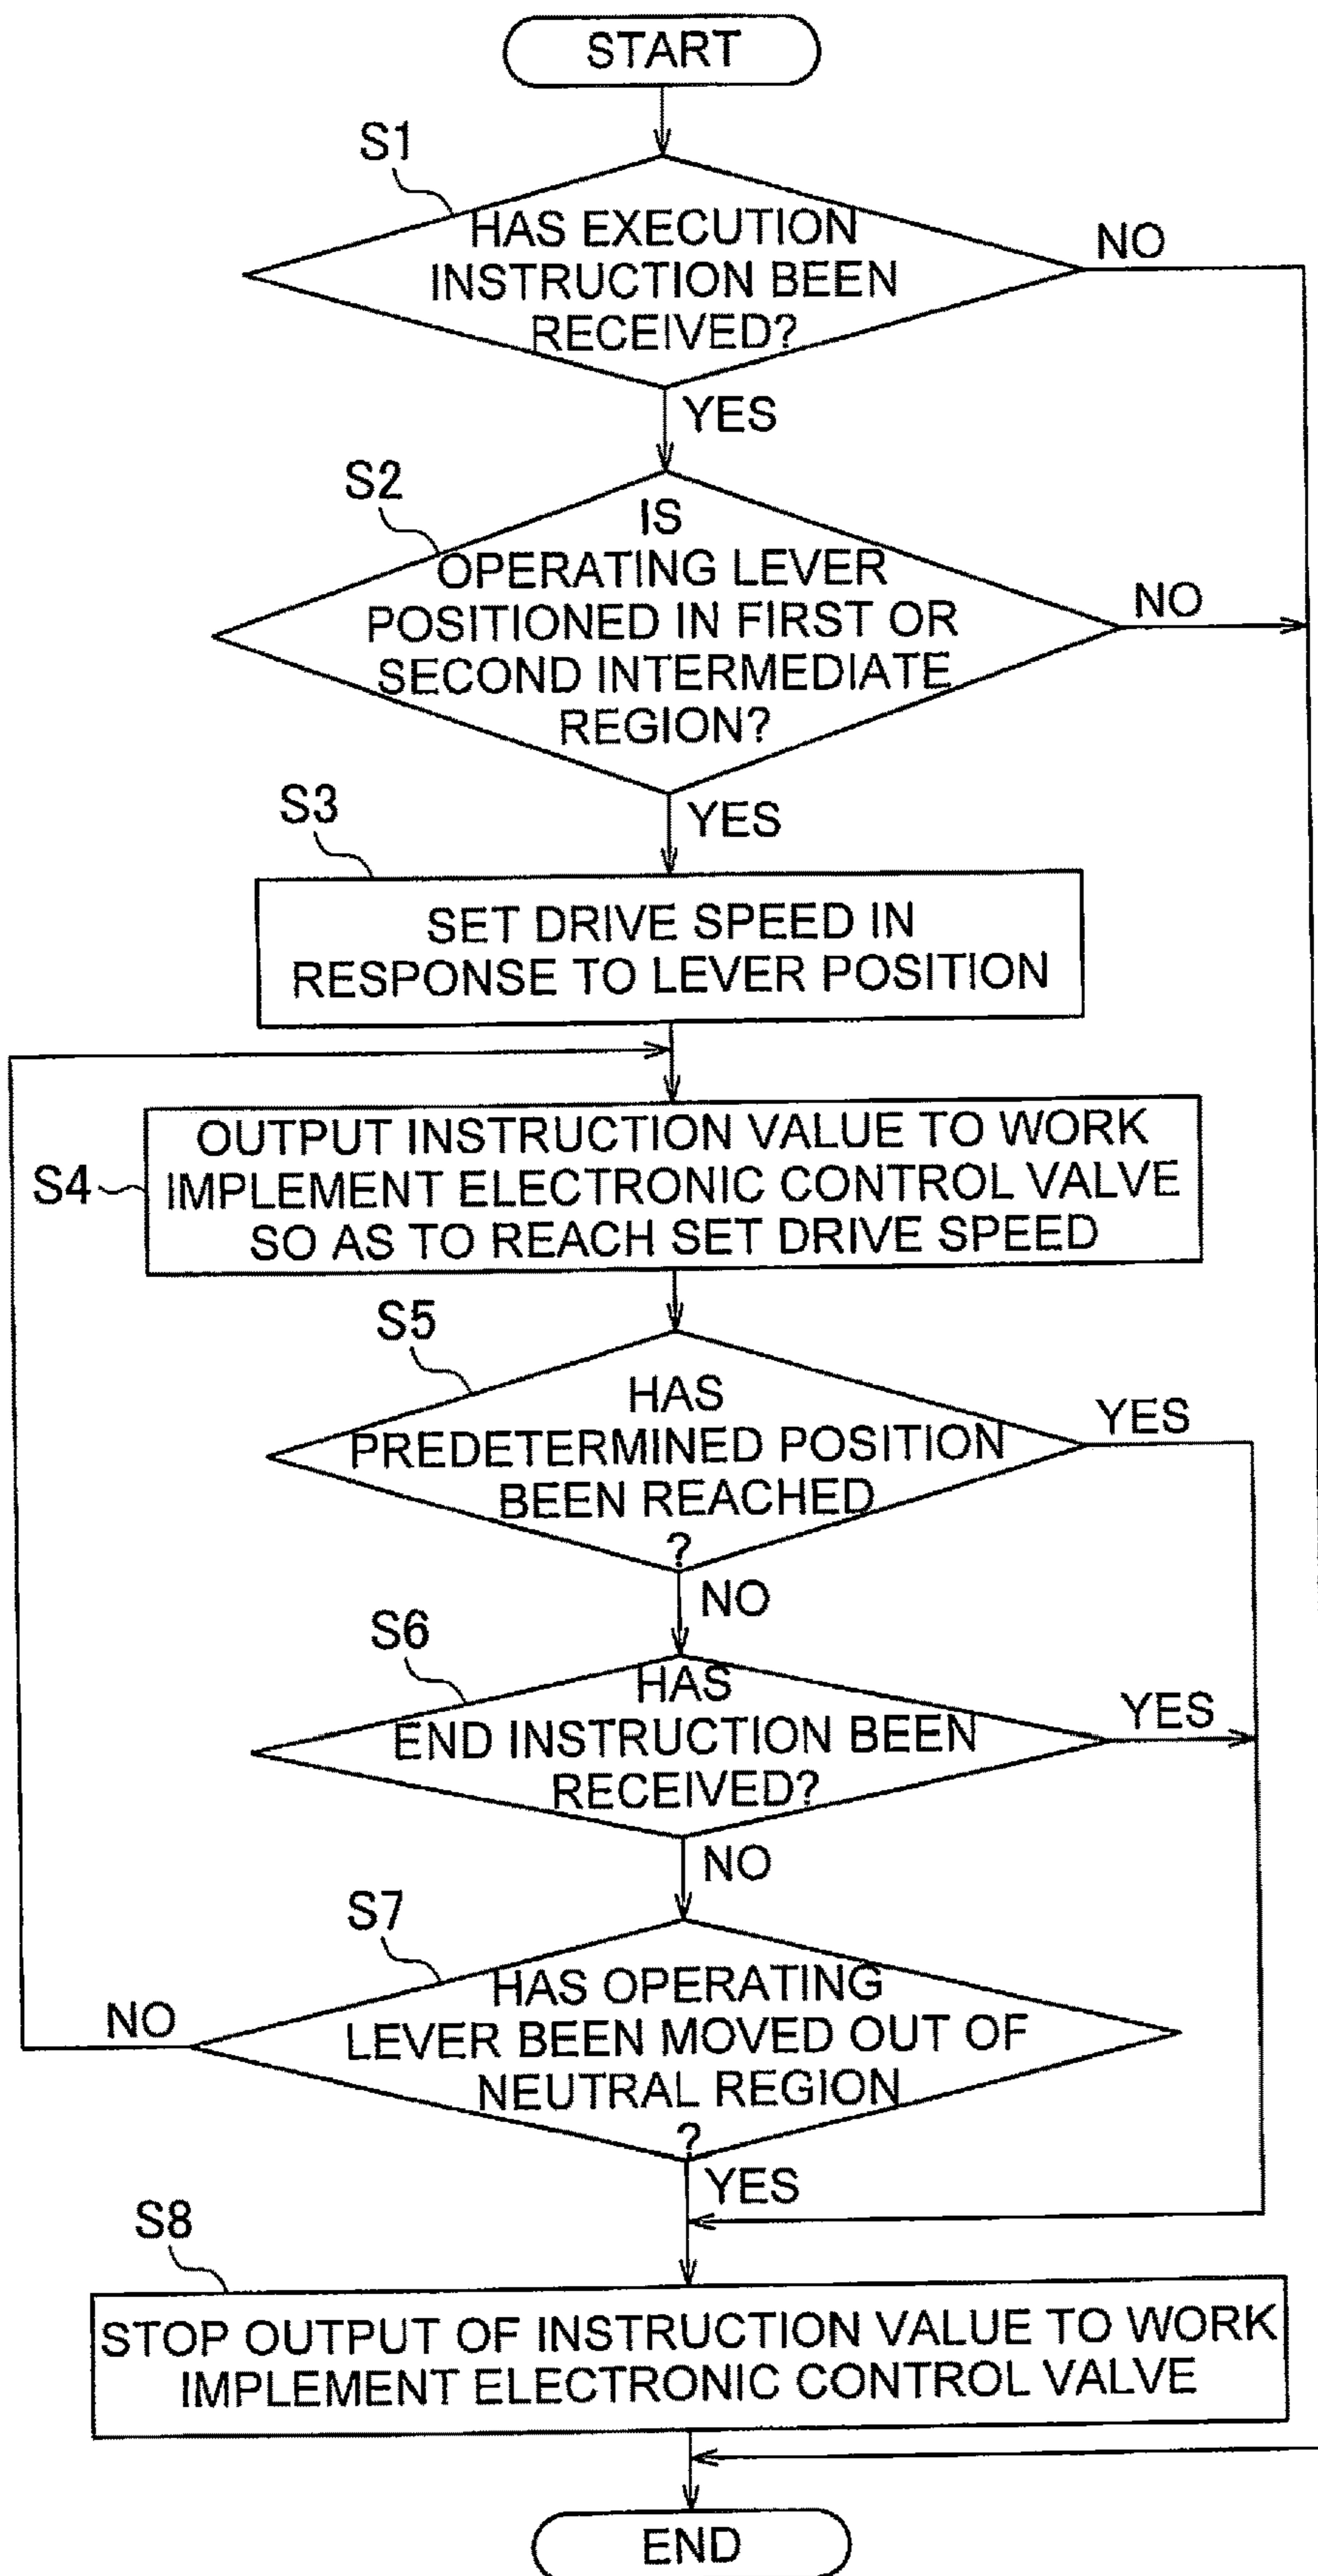 START
S1
HAS EXECUTION
INSTRUCTION BEEN
RECEIVED?
NO
YES
S2
IS
OPERATING LEVER
POSITIONED IN FIRST OR
SECOND INTERMEDIATE
REGION?
NO
YES
S3
SET DRIVE SPEED IN
RESPONSE TO LEVER POSITION
S4
OUTPUT INSTRUCTION VALUE TO WORK
IMPLEMENT ELECTRONIC CONTROL VALVE
SO AS TO REACH SET DRIVE SPEED
S5
HAS
PREDETERMINED POSITION
BEEN REACHED
?
YES
NO
S6
HAS
END INSTRUCTION BEEN
RECEIVED?
YES
NO
S7
HAS OPERATING
LEVER BEEN MOVED OUT OF
NEUTRAL REGION
?
NO
YES
S8
STOP OUTPUT OF INSTRUCTION VALUE TO WORK
IMPLEMENT ELECTRONIC CONTROL VALVE
END